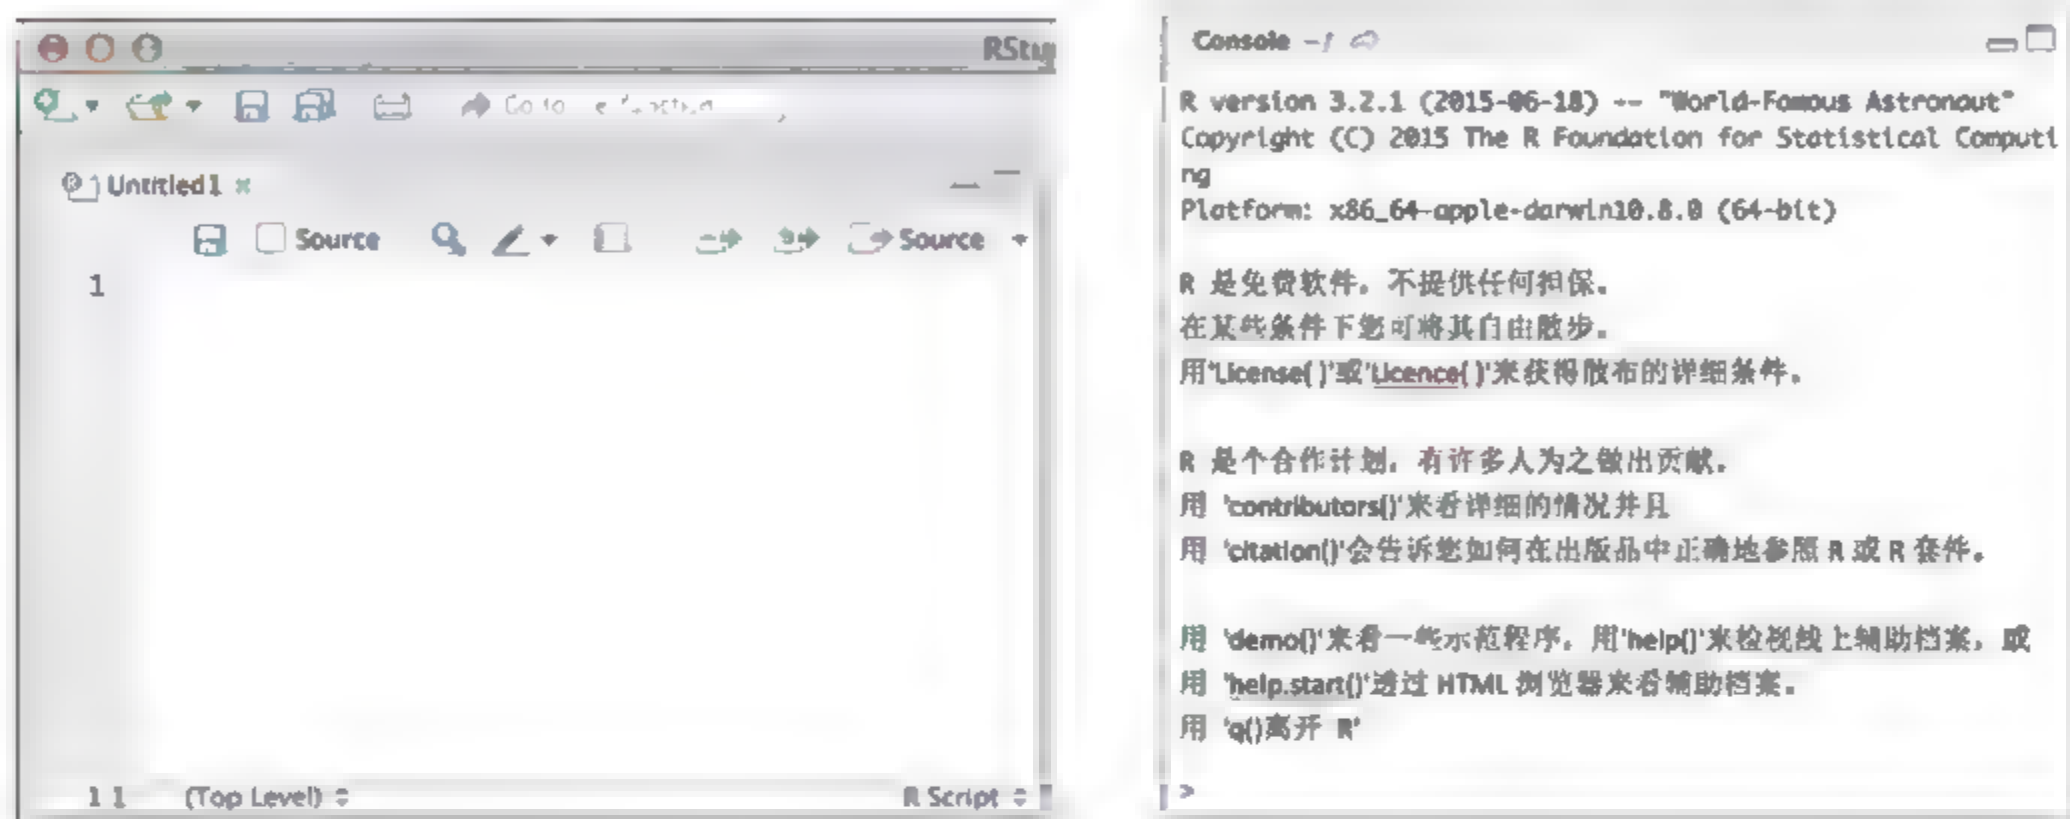 RStu
Go to
Untitled1
Source
Source
1
1 1 (Top Level)
R Script
Console ~/
R version 3.2.1 (2015-06-18) -- "World-Famous Astronaut"
Copyright (C) 2015 The R Foundation for Statistical Computi
ng
Platform: x86_64-apple-darwin10.8.0 (64-bit)
R 是免费软件，不提供任何担保。
在某些条件下您可将其自由散步。
用'License()'或'Licence()'来获得散布的详细条件。
R 是个合作计划，有许多人为之做出贡献.
用 'contributors()'来看详细的情况并且
用 'citation()'会告诉您如何在出版品中正确地参照 R 或 R 套件。
用 'demo()'来看一些示范程序，用'help()'来检视线上辅助档案，或
用 'help.start()'透过 HTML 浏览器来看辅助档案。
用 'q()离开 R'
>